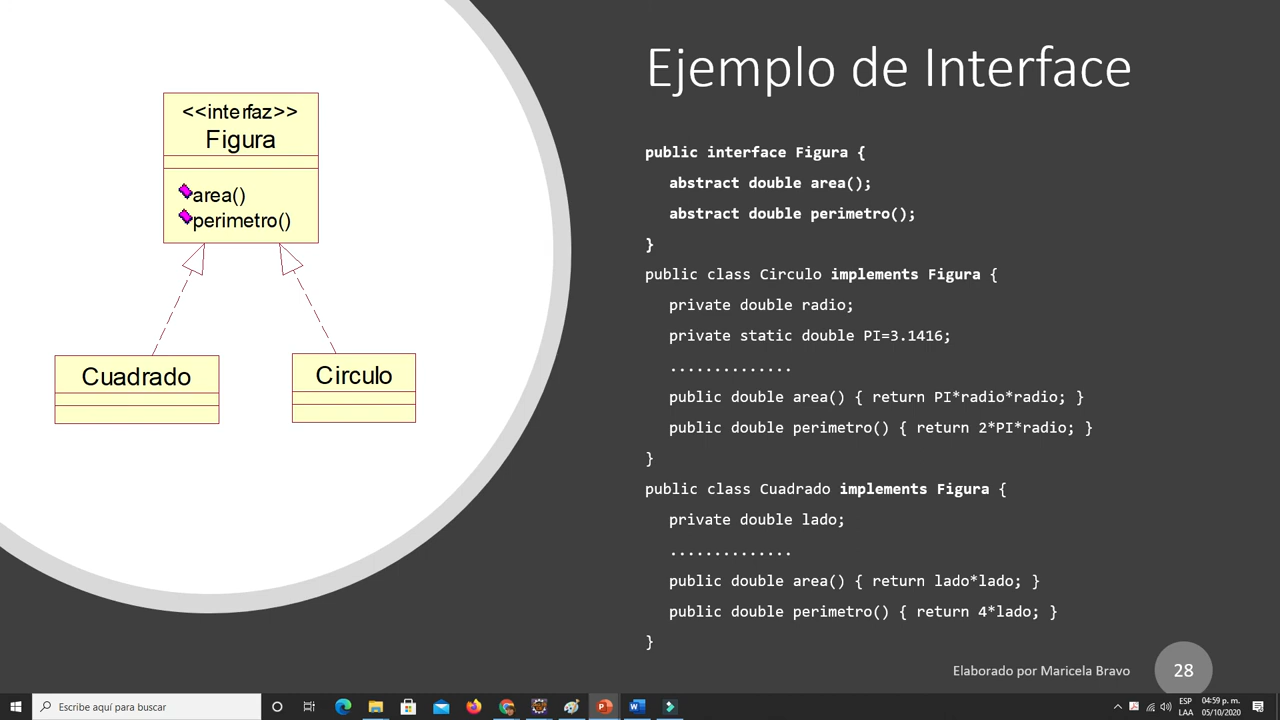 Ejemplo de Interface
<<interfaz>>
Figura
area()
perimetro()
Cuadrado
Circulo
public interface Figura {
abstract double area();
abstract double perimetro();
}
public class Circulo implements Figura {
private double radio;
private static double PI=3.1416;
..............
public double area() { return PI*radio*radio; }
public double perimetro() { return 2*PI*radio; }
}
public class Cuadrado implements Figura {
private double lado;
..............
public double area() { return lado*lado; }
public double perimetro() { return 4*lado; }
}
Elaborado por Maricela Bravo
28
Escribe aquí para buscar
ESP
LAA
04:59 p. m.
05/10/2020